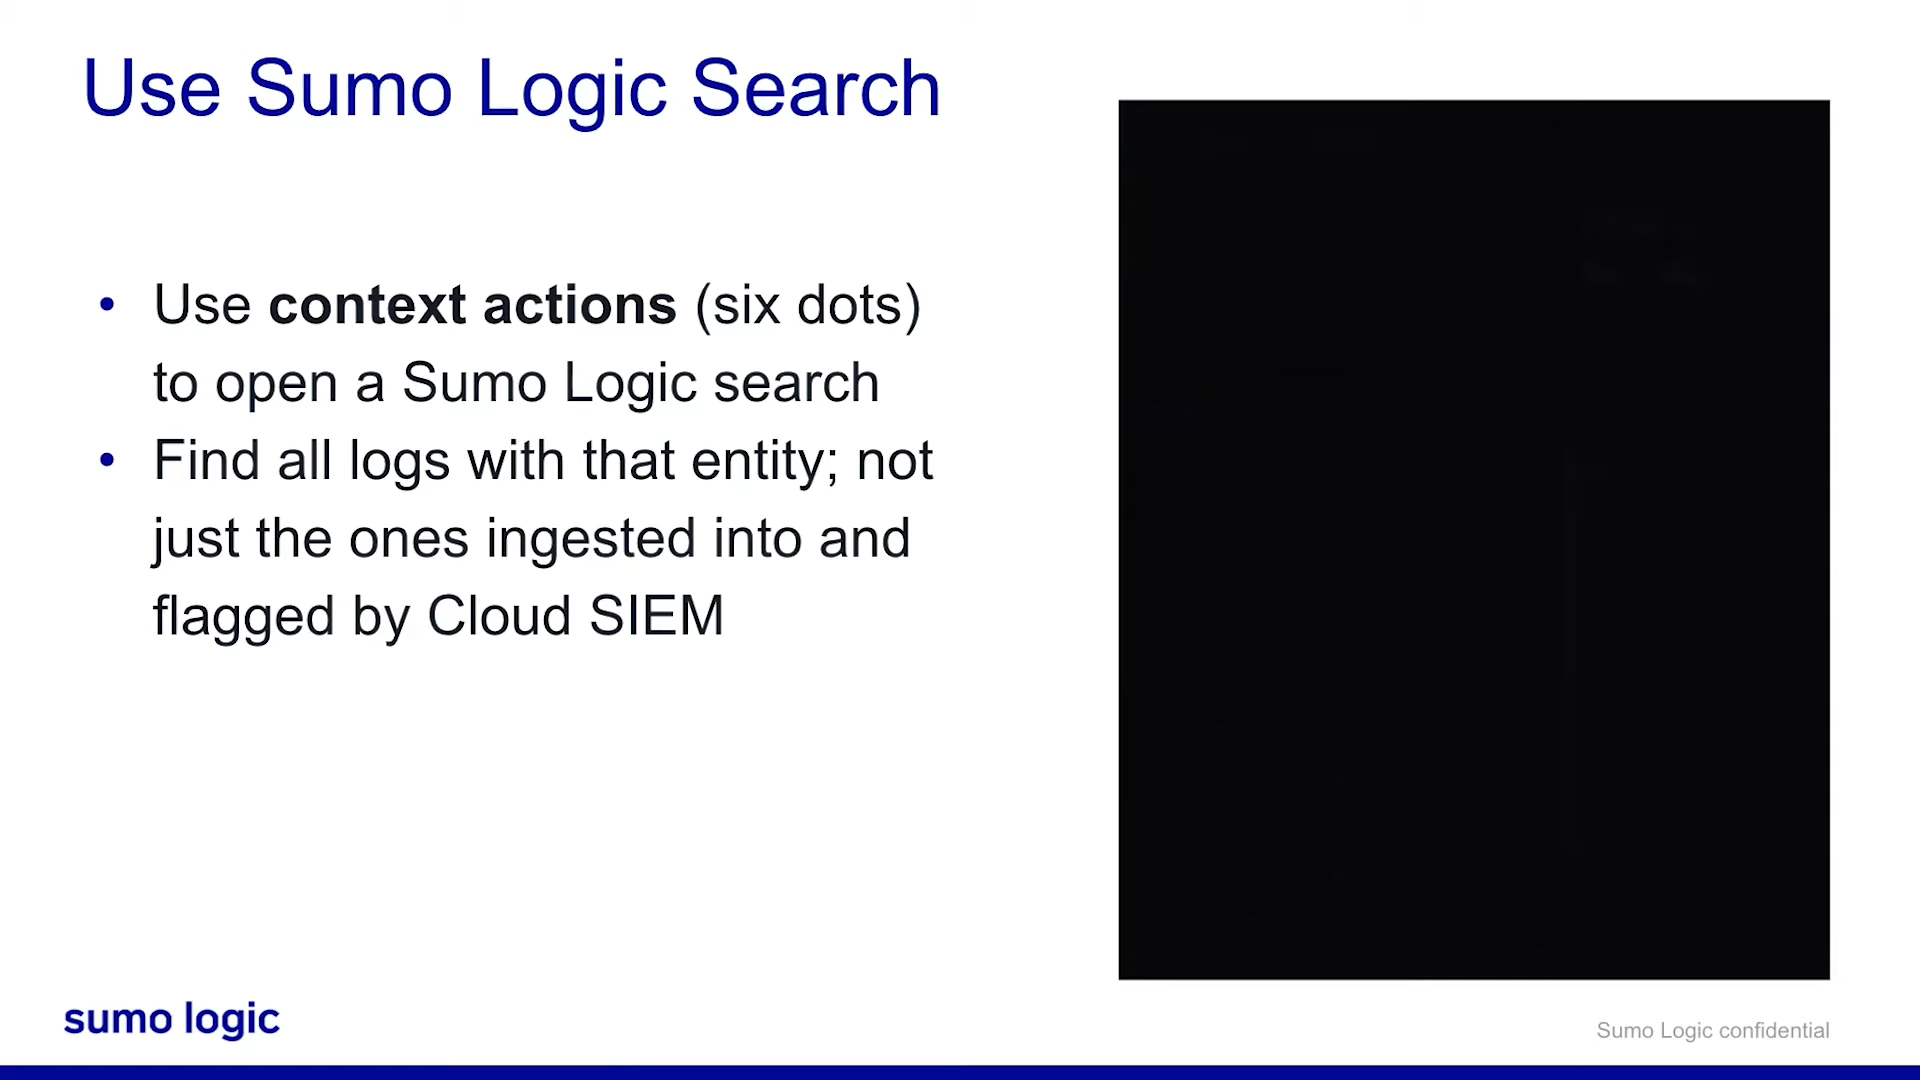 Use Sumo Logic Search
• Use context actions (six dots)
to open a Sumo Logic search
• Find all logs with that entity; not
just the ones ingested into and
flagged by Cloud SIEM
sumo logic
Sumo Logic confidential